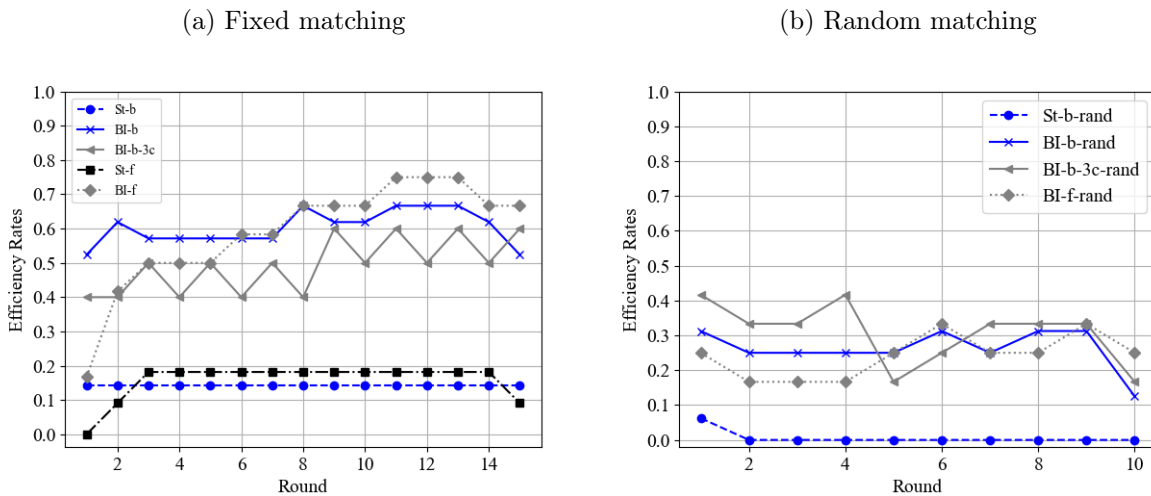 (a) Fixed matching
(b) Random matching
1.0
0.9
0.8
0.7
0.6
0.5
0.4
0.3
0.2
0.1
0.0
Efficiency Rates
St-b
BI-b
BI-b-3c
St-f
BI-f
2 4 6 8 10 12 14
Round
1.0
0.9
0.8
0.7
0.6
0.5
0.4
0.3
0.2
0.1
0.0
Efficiency Rates
St-b-rand
BI-b-rand
BI-b-3c-rand
BI-f-rand
2 4 6 8 10
Round